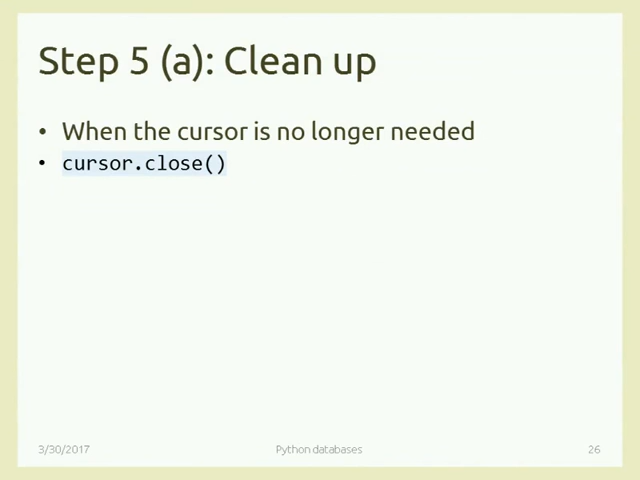 Step 5 (a): Clean up
• When the cursor is no longer needed
• cursor.close()
3/30/2017 Python databases 26